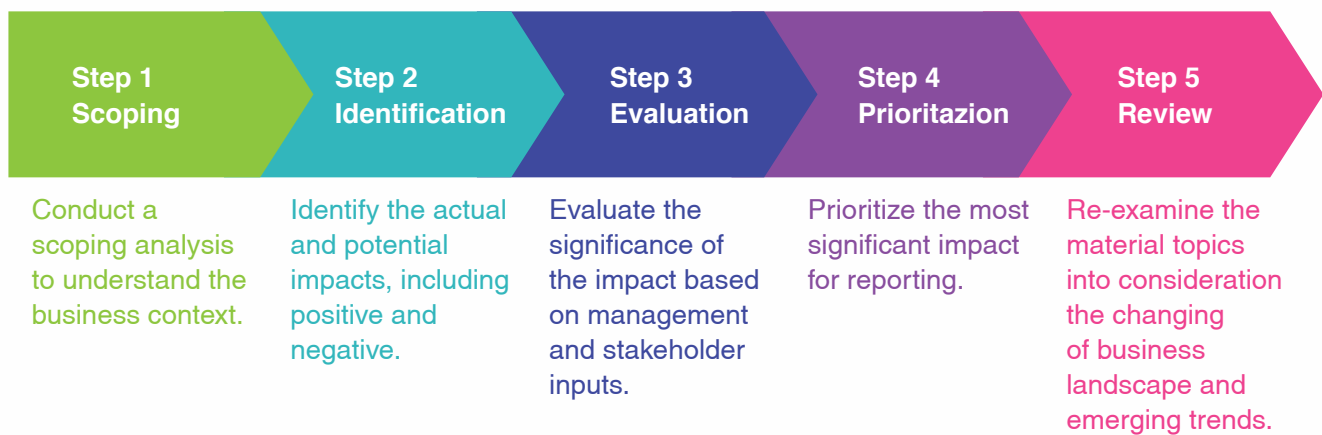 Step 1
Scoping
Conduct a
scoping analysis
to understand the
business context.
Step 2
Identification
Identify the actual
and potential
impacts, including
positive and
negative.
Step 3
Evaluation
Evaluate the
significance of
the impact based
on management
and stakeholder
inputs.
Step 4
Prioritazion
Prioritize the most
significant impact
for reporting.
Step 5
Review
Re-examine the
material topics
into consideration
the changing
of business
landscape and
emerging trends.